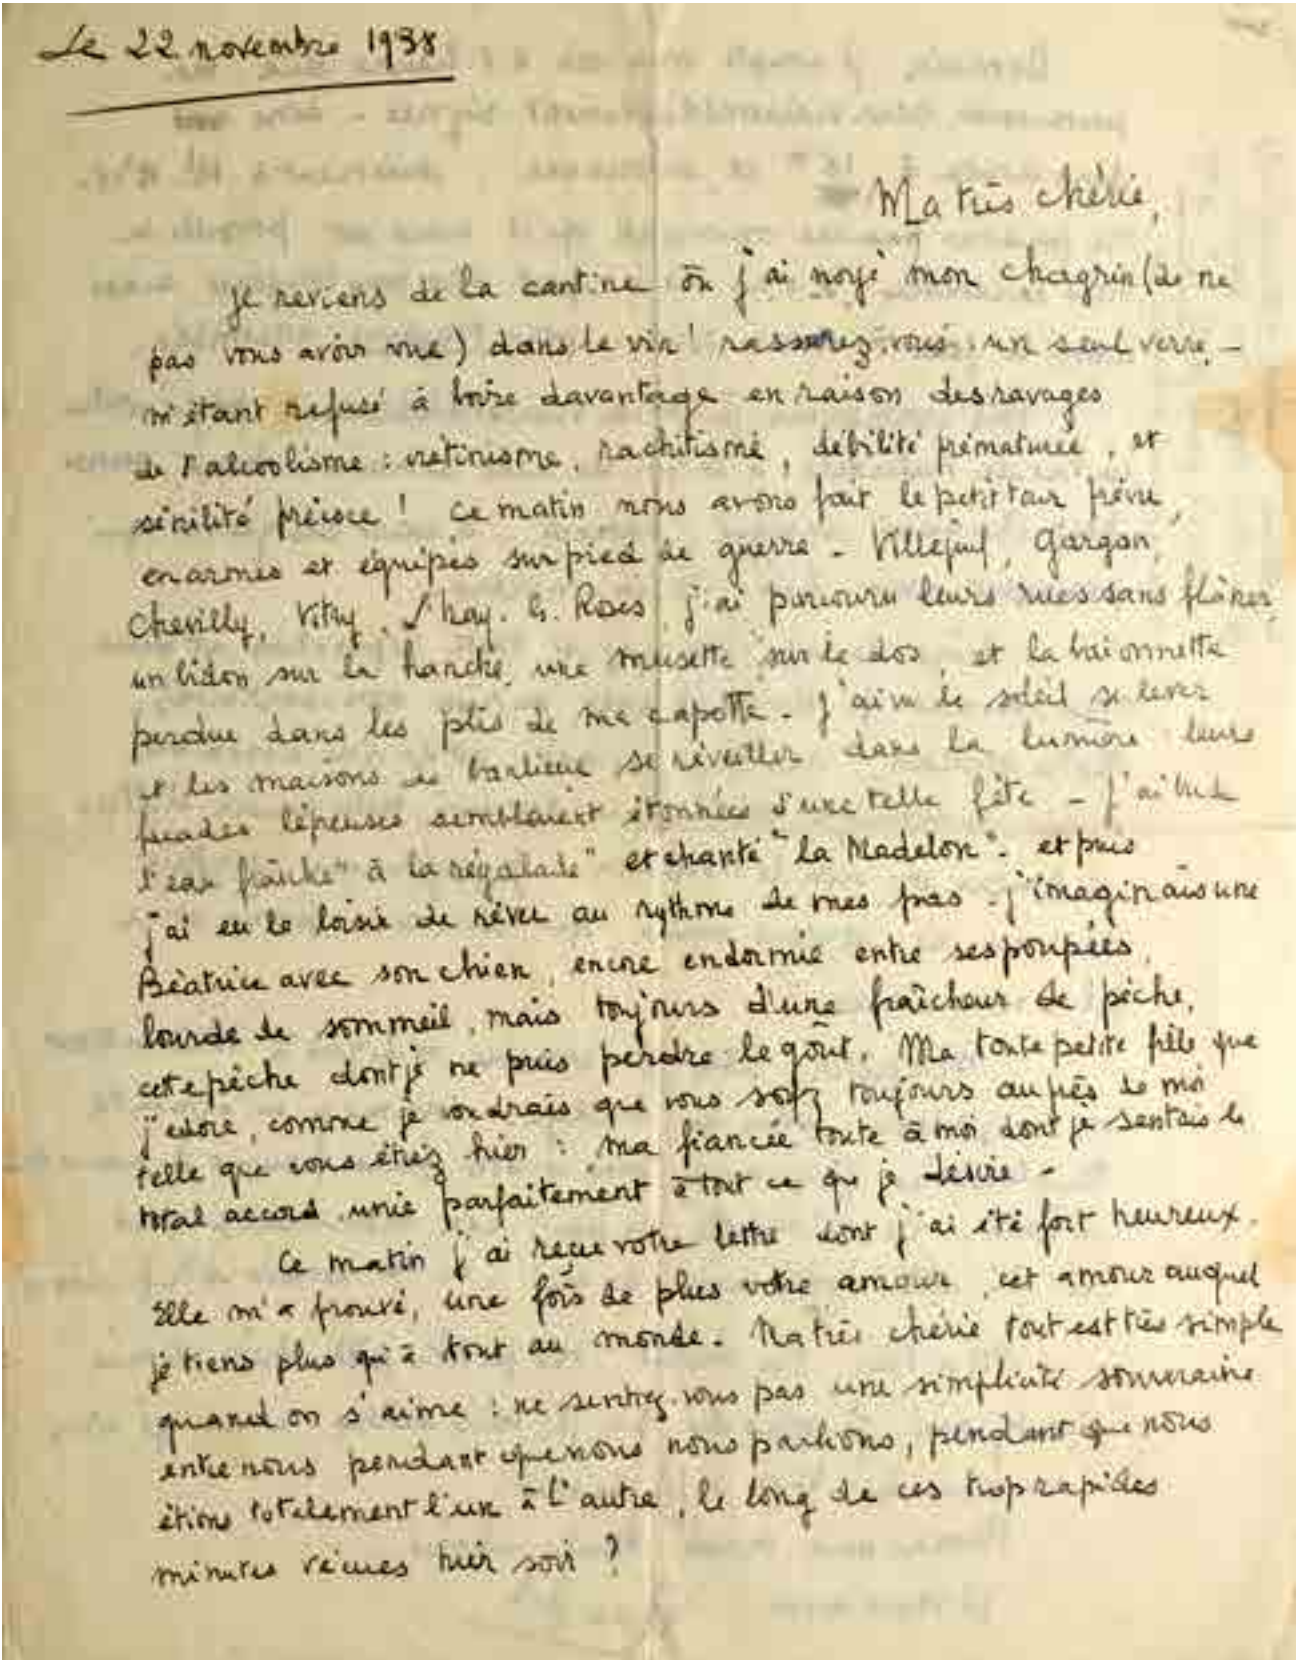 Le 22 novembre 1938
Ma très chérie,
Je reviens de la cantine où j'ai noyé mon chagrin (de ne
pas vous avoir vue) dans le vin! rassurez-vous: un seul verre,-
m'étant refusé à boire davantage en raison des ravages
de l'alcoolisme : crétinisme, rachitisme, débilité prématurée, et
sénilité précoce! Ce matin nous avons fait le petit tour prévu,
en armes et équipés sur pied de guerre - Villejuif, Gargan,
Chevilly, Vitry, L'hay. les. Roses, j'ai parcouru leurs rues sans flâner,
un bidon sur la hanche, une musette sur le dos, et la baïonnette
perdue dans les plis de ma capotte - J'ai vu le soleil se lever
et les maisons de banlieue se réveiller dans la lumière leurs
façades lépreuses semblaient étonnées d'une telle fête - J'ai bu de
l'eau fraîche "à la régalade" et chanté "la Madelon". et puis
j'ai eu le loisir de rêver au rythme de mes pas - j'imaginais une
Béatrice avec son chien, encore endormie entre ses poupées,
lourde de sommeil, mais toujours d'une fraîcheur de pêche,
cette pêche dont je ne puis perdre le goût. Ma toute petite fille que
j'adore, comme je voudrais que vous soyez toujours auprès de moi
telle que vous étiez hier : ma fiancée toute à moi dont je sentais le
total accord, unie parfaitement à tout ce que je désire -
Ce matin j'ai reçu votre lettre dont j'ai été fort heureux.
Elle m'a prouvé, une fois de plus votre amour, cet amour auquel
je tiens plus qu'à tout au monde. Ma très chérie tout est très simple
quand on s'aime : ne sentiez-vous pas une simplicité souveraine
entre nous pendant que nous nous parlions, pendant que nous
étions totalement l'un à l'autre, le long de ces trop rapides
minutes vécues hier soir ?